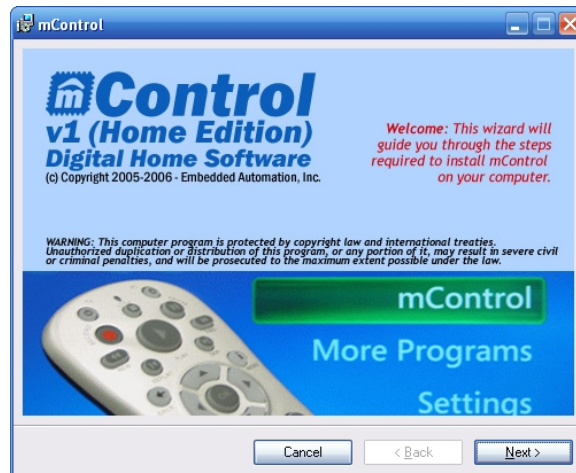 mControl
mControl
v1 (Home Edition)
Digital Home Software
(c) Copyright 2005-2006 - Embedded Automation, Inc.
Welcome: This wizard will
guide you through the steps
required to install mControl
on your computer.
WARNING: This computer program is protected by copyright law and international treaties.
Unauthorized duplication or distribution of this program, or any portion of it, may result in severe civil
or criminal penalties, and will be prosecuted to the maximum extent possible under the law.
mControl
More Programs
Settings
Cancel
< Back
Next >